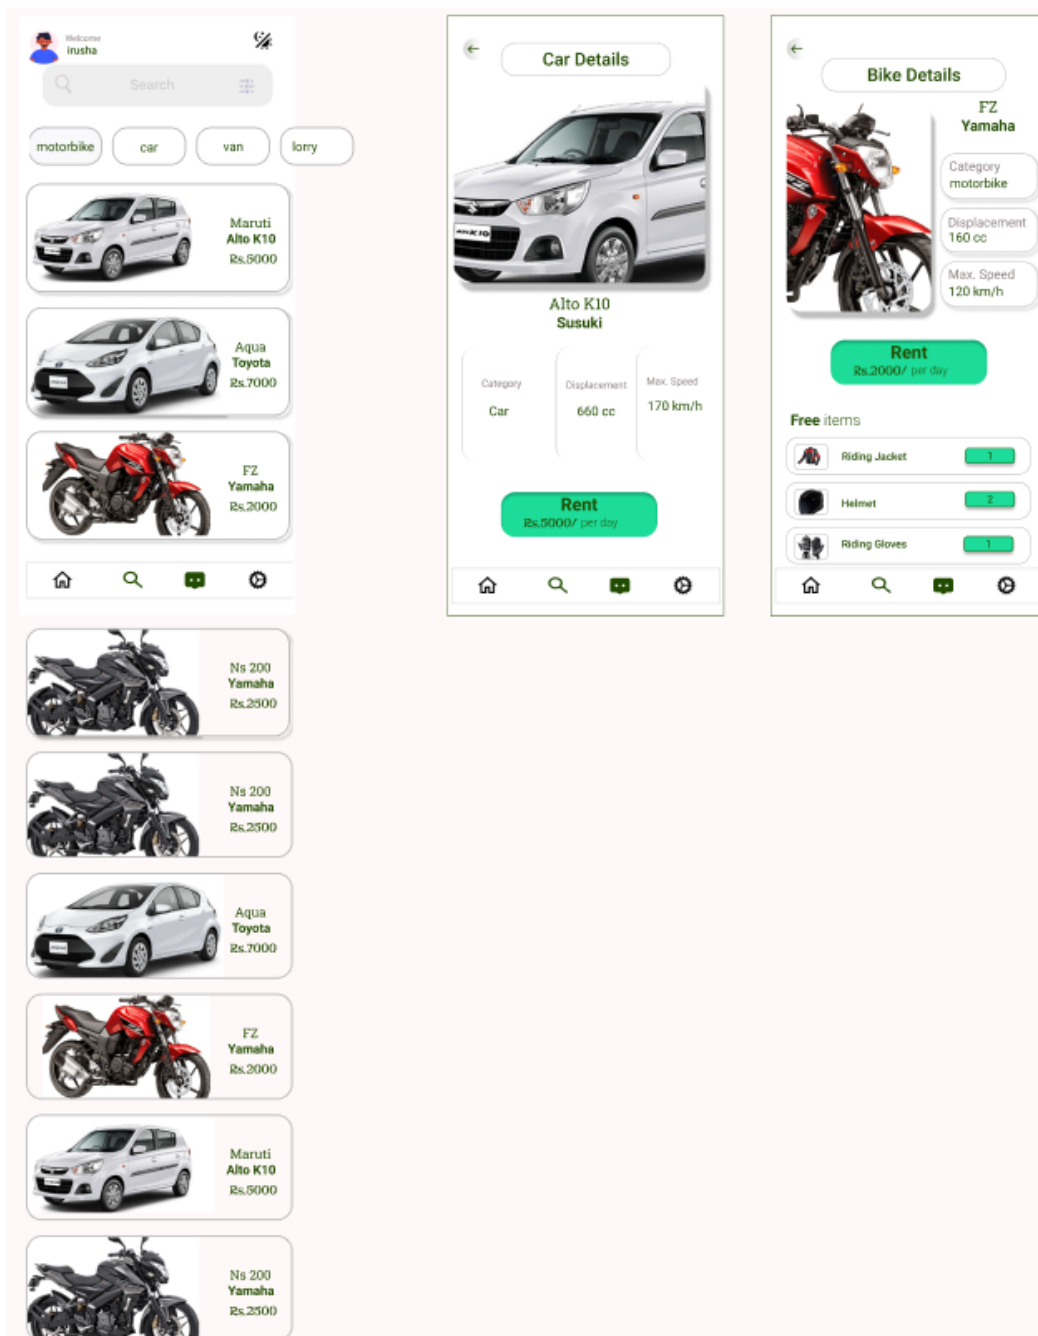 Welcome
irusha
Search
motorbike
car
van
lorry
Maruti
Alto K10
Rs.5000
Aqua
Toyota
Rs.7000
FZ
Yamaha
Rs.2000
Ns 200
Yamaha
Rs.2500
Ns 200
Yamaha
Rs.2500
Aqua
Toyota
Rs.7000
FZ
Yamaha
Rs.2000
Maruti
Alto K10
Rs.5000
Ns 200
Yamaha
Rs.2500
Car Details
Alto K10
Susuki
Category
Car
Displacement
660 cc
Max. Speed
170 km/h
Rent
Rs.5000/ per day
Bike Details
FZ
Yamaha
Category
motorbike
Displacement
160 cc
Max. Speed
120 km/h
Rent
Rs.2000/ per day
Free items
Riding Jacket 1
Helmet 2
Riding Gloves 1